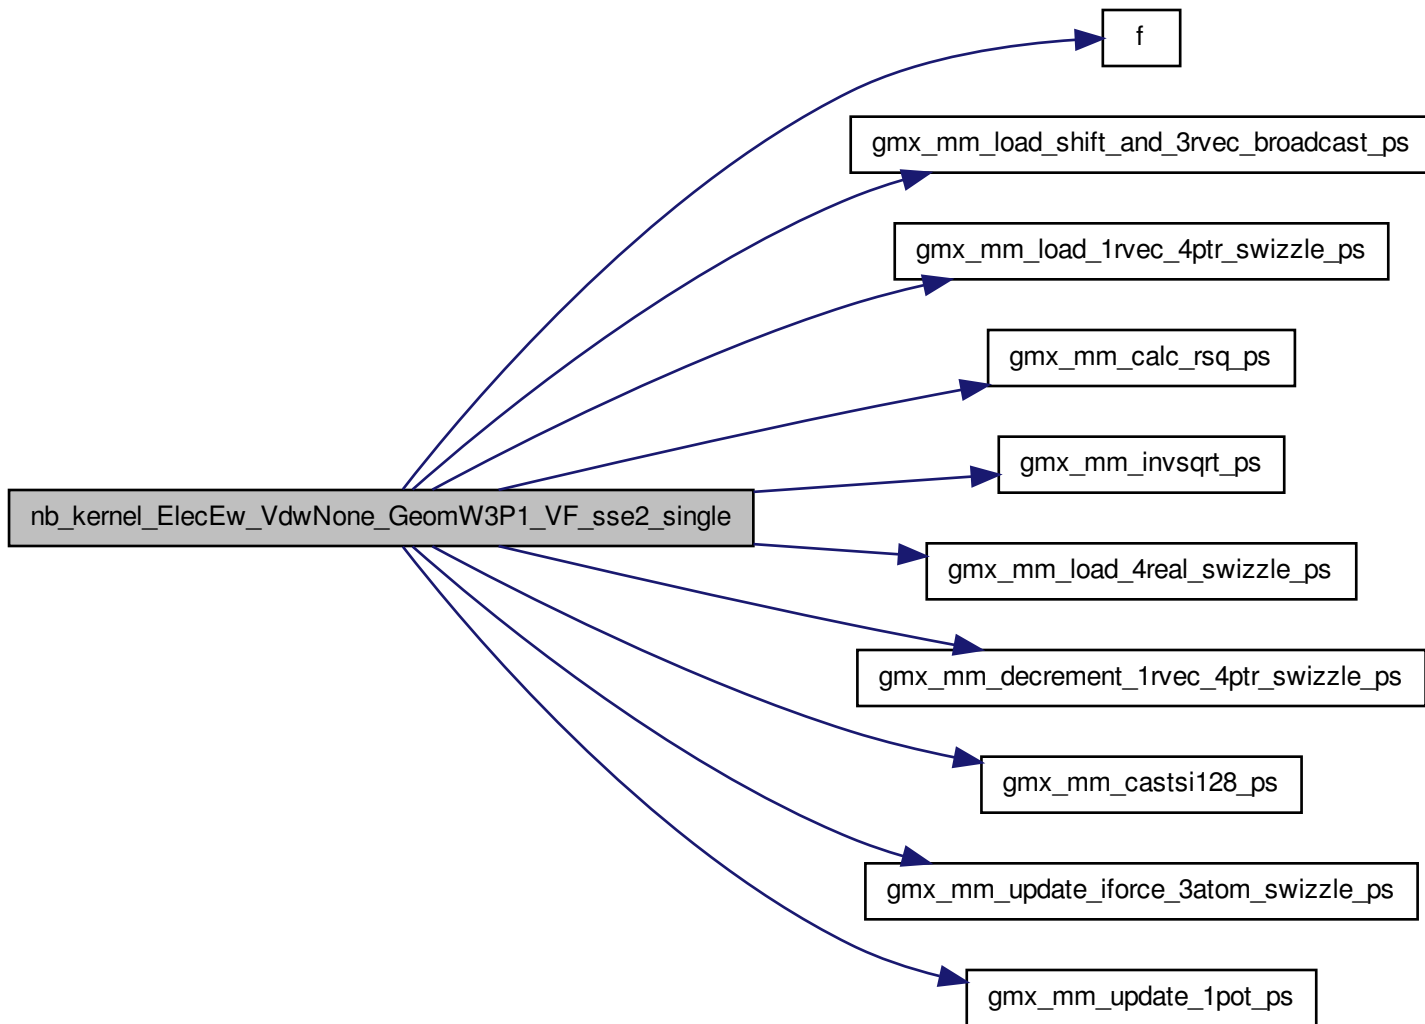 f
gmx_mm_load_shift_and_3rvec_broadcast_ps
gmx_mm_load_1rvec_4ptr_swizzle_ps
gmx_mm_calc_rsq_ps
gmx_mm_invsqrt_ps
nb_kernel_ElecEw_VdwNone_GeomW3P1_VF_sse2_single
gmx_mm_load_4real_swizzle_ps
gmx_mm_decrement_1rvec_4ptr_swizzle_ps
gmx_mm_castsi128_ps
gmx_mm_update_iforce_3atom_swizzle_ps
gmx_mm_update_1pot_ps